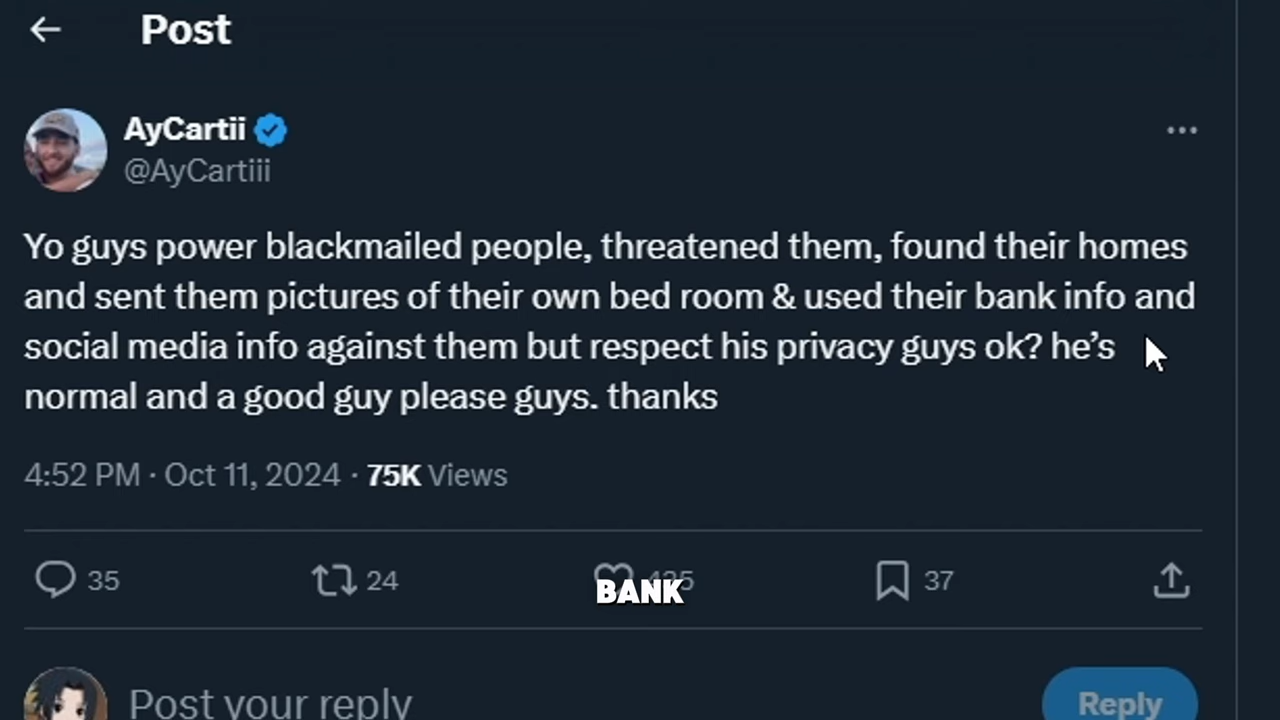 Post
AyCartii
@AyCartiii
Yo guys power blackmailed people, threatened them, found their homes
and sent them pictures of their own bed room & used their bank info and
social media info against them but respect his privacy guys ok? he’s
normal and a good guy please guys. thanks
4:52 PM · Oct 11, 2024 · 75K Views
35 24 37
BANK
Post your reply
Reply